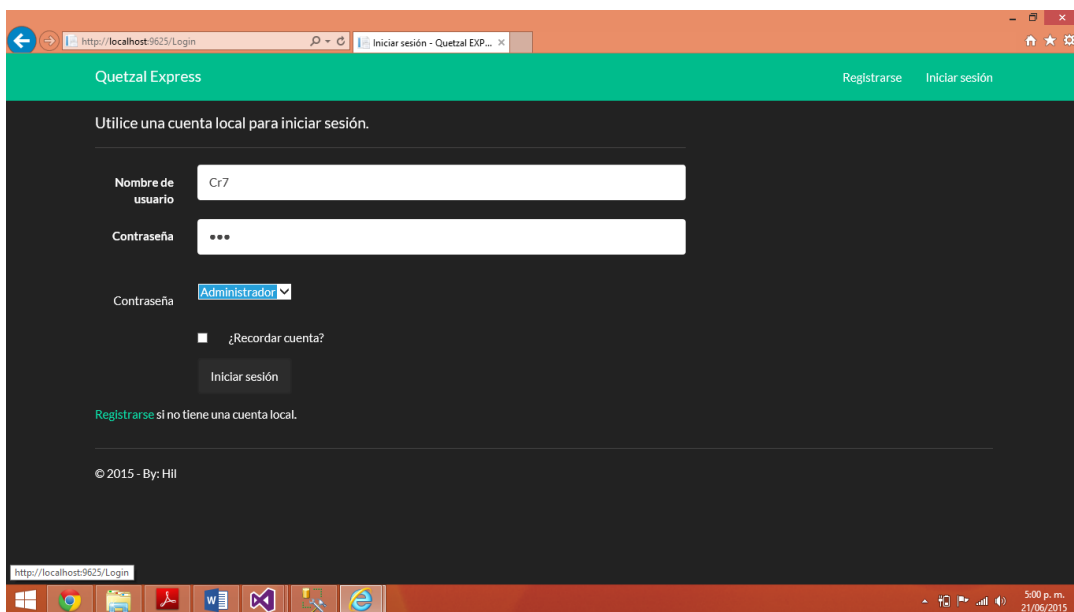 http://localhost:9625/Login
Iniciar sesión - Quetzal EXP...
Quetzal Express
Registrarse
Iniciar sesión
Utilice una cuenta local para iniciar sesión.
Nombre de
usuario
Cr7
Contraseña
Contraseña
Administrador
¿Recordar cuenta?
Iniciar sesión
Registrarse si no tiene una cuenta local.
© 2015 - By: Hil
http://localhost:9625/Login
5:00 p. m.
21/06/2015